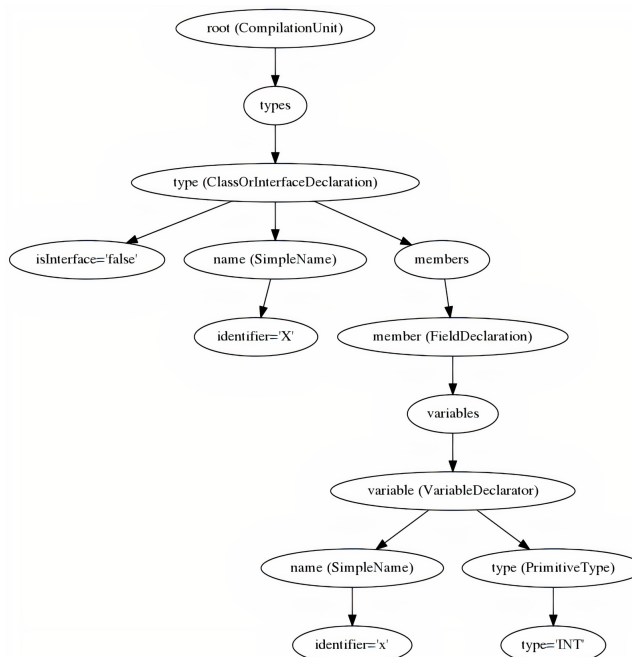 root (CompilationUnit)
types
type (ClassOrInterfaceDeclaration)
isInterface='false'
name (SimpleName)
members
identifier='X'
member (FieldDeclaration)
variables
variable (VariableDeclarator)
name (SimpleName)
type (PrimitiveType)
identifier='x'
type='INT'